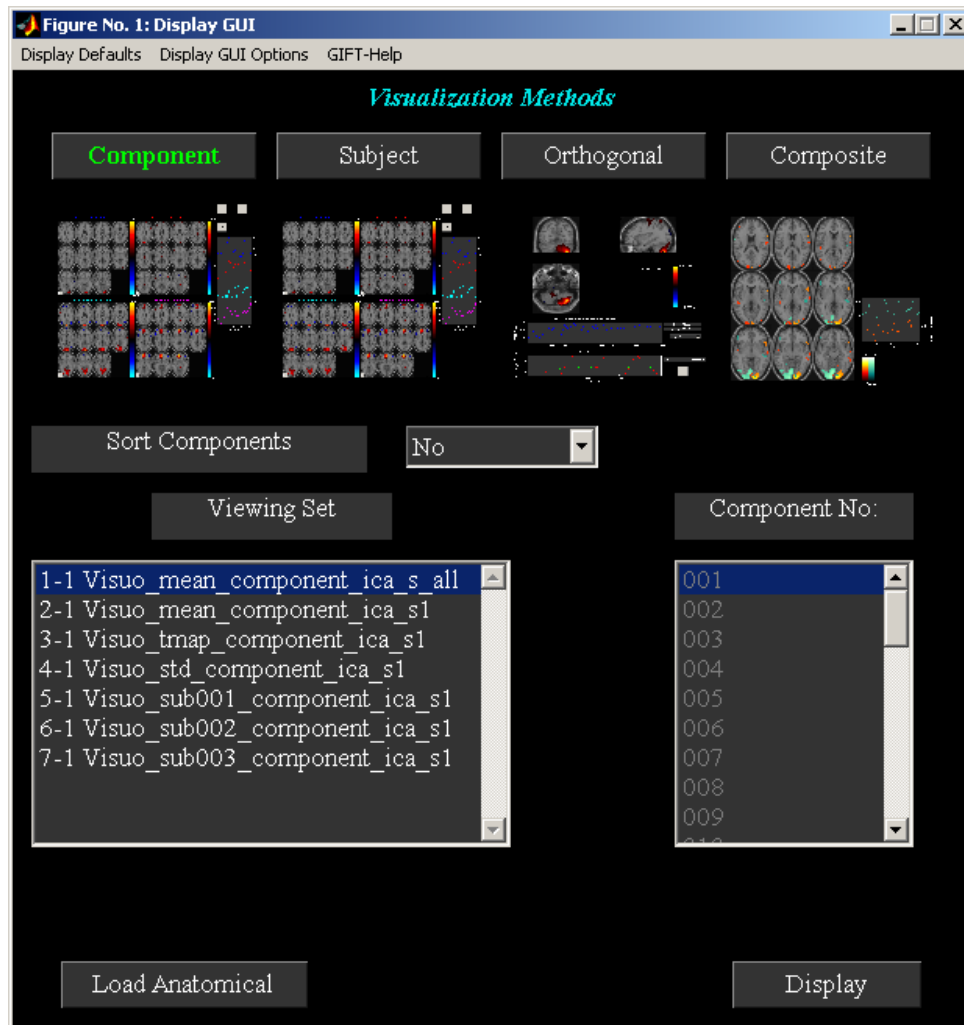 Figure No. 1: Display GUI
Display Defaults Display GUI Options GIFT-Help
Visualization Methods
Component Subject Orthogonal Composite
Sort Components No
Viewing Set Component No:
1-1 Visuo_mean_component_ica_s_all
2-1 Visuo_mean_component_ica_s1
3-1 Visuo_tmap_component_ica_s1
4-1 Visuo_std_component_ica_s1
5-1 Visuo_sub001_component_ica_s1
6-1 Visuo_sub002_component_ica_s1
7-1 Visuo_sub003_component_ica_s1
001
002
003
004
005
006
007
008
009
Load Anatomical Display